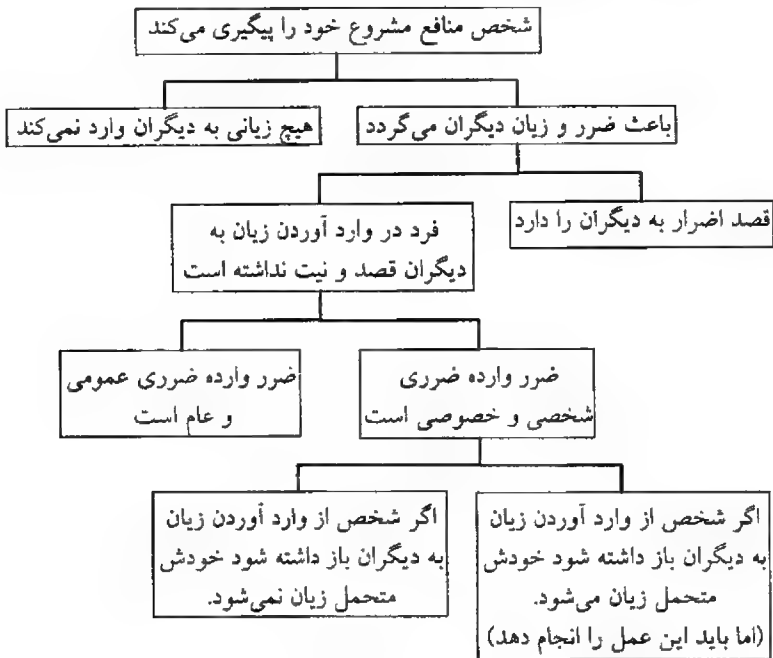 شخص منافع مشروع خود را پیگیری می‌کند
باعث ضرر و زیان دیگران می‌گردد
هیچ زیانی به دیگران وارد نمی‌کند
قصد اضرار به دیگران را دارد
فرد در وارد آوردن زیان به
دیگران قصد و نیت نداشته است
ضرر وارده ضرری
شخصی و خصوصی است
ضرر وارده ضرری عمومی
و عام است
اگر شخص از وارد آوردن زیان
به دیگران باز داشته شود خودش
متحمل زیان می‌شود.
(اما باید این عمل را انجام دهد)
اگر شخص از وارد آوردن زیان
به دیگران باز داشته شود خودش
متحمل زیان نمی‌شود.